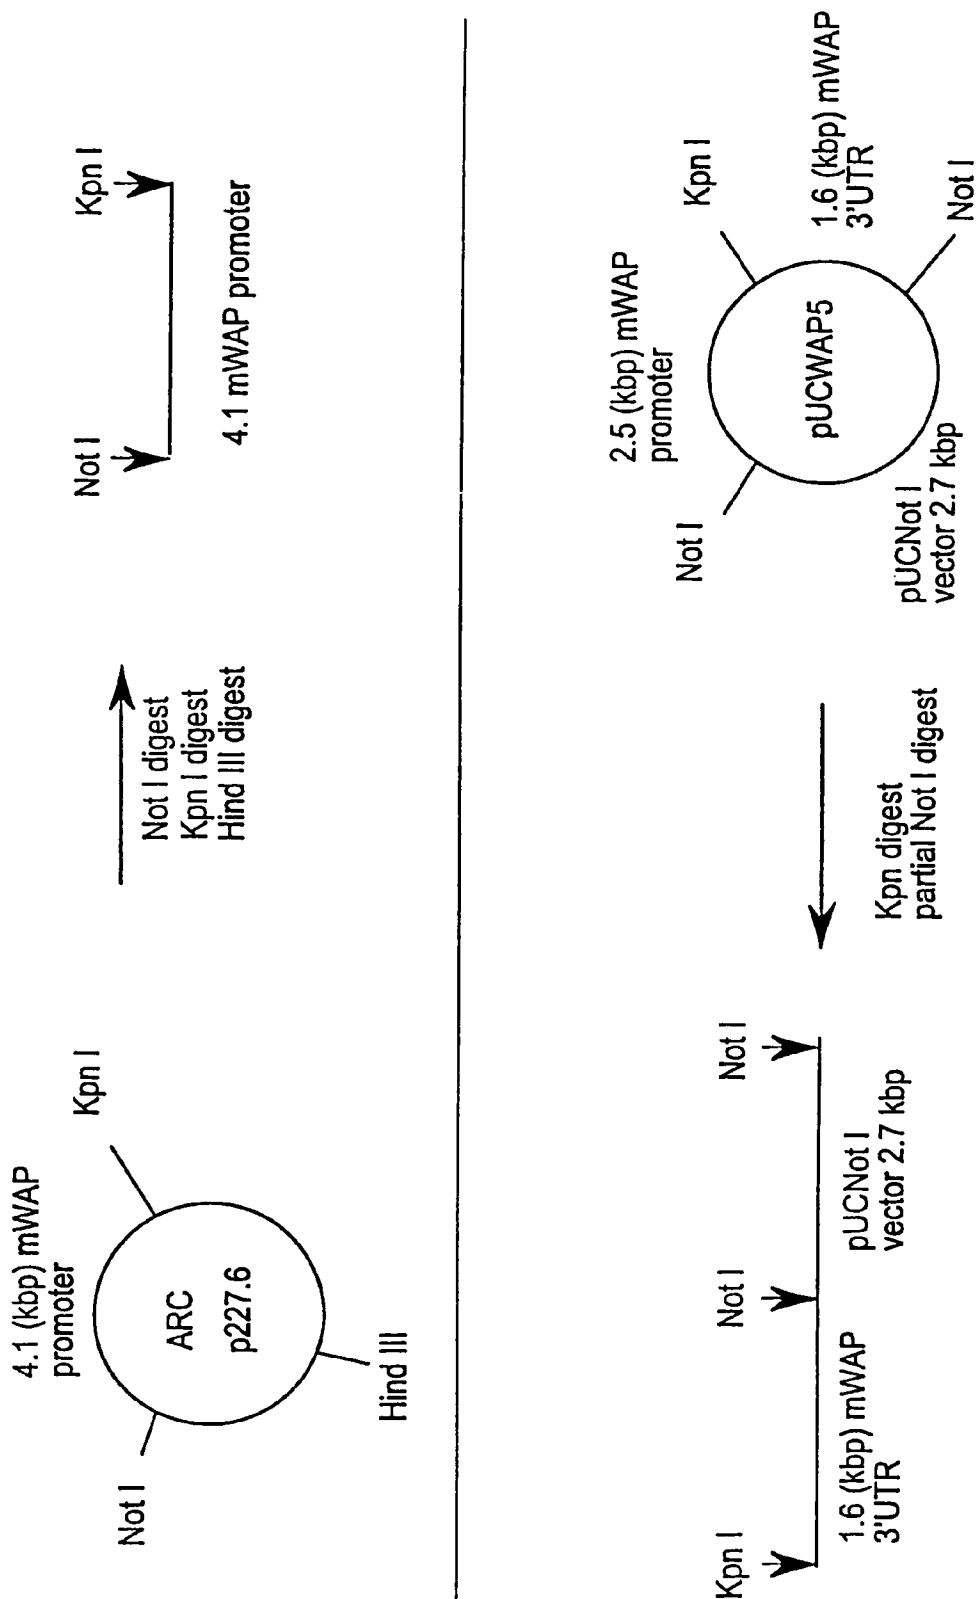 4.1 (kbp) mWAP
promoter
Not I
Kpn I
ARC
p227.6
Hind III
Not I digest
Kpn I digest
Hind III digest
Not I
Kpn I
4.1 mWAP promoter
Kpn I
Not I
Not I
1.6 (kbp) mWAP
3'UTR
pUCNot I
vector 2.7 kbp
Kpn digest
partial Not I digest
2.5 (kbp) mWAP
promoter
Not I
Kpn I
pUCWAP5
1.6 (kbp) mWAP
3'UTR
pUCNot I
vector 2.7 kbp
Not I